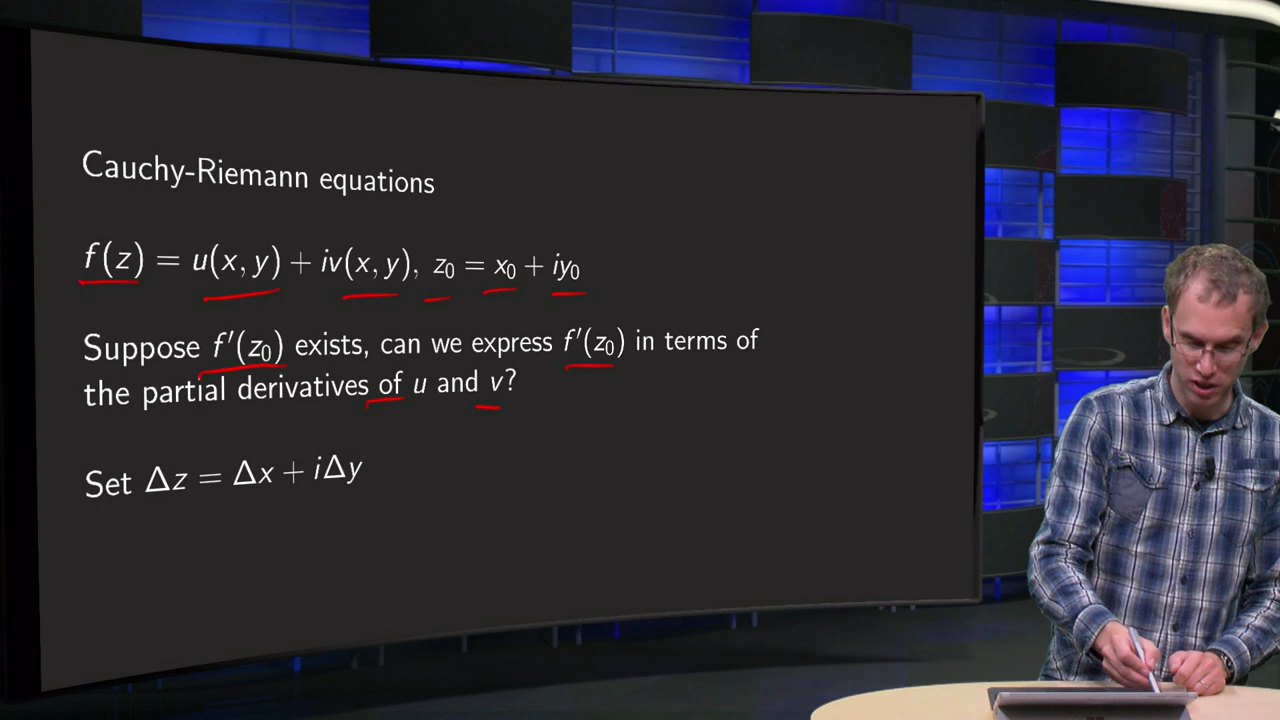 Cauchy-Riemann equations
f(z) = u(x, y) + iv(x, y), z₀ = x₀ + iy₀
Suppose f′(z₀) exists, can we express f′(z₀) in terms of
the partial derivatives of u and v?
Set Δz = Δx + iΔy